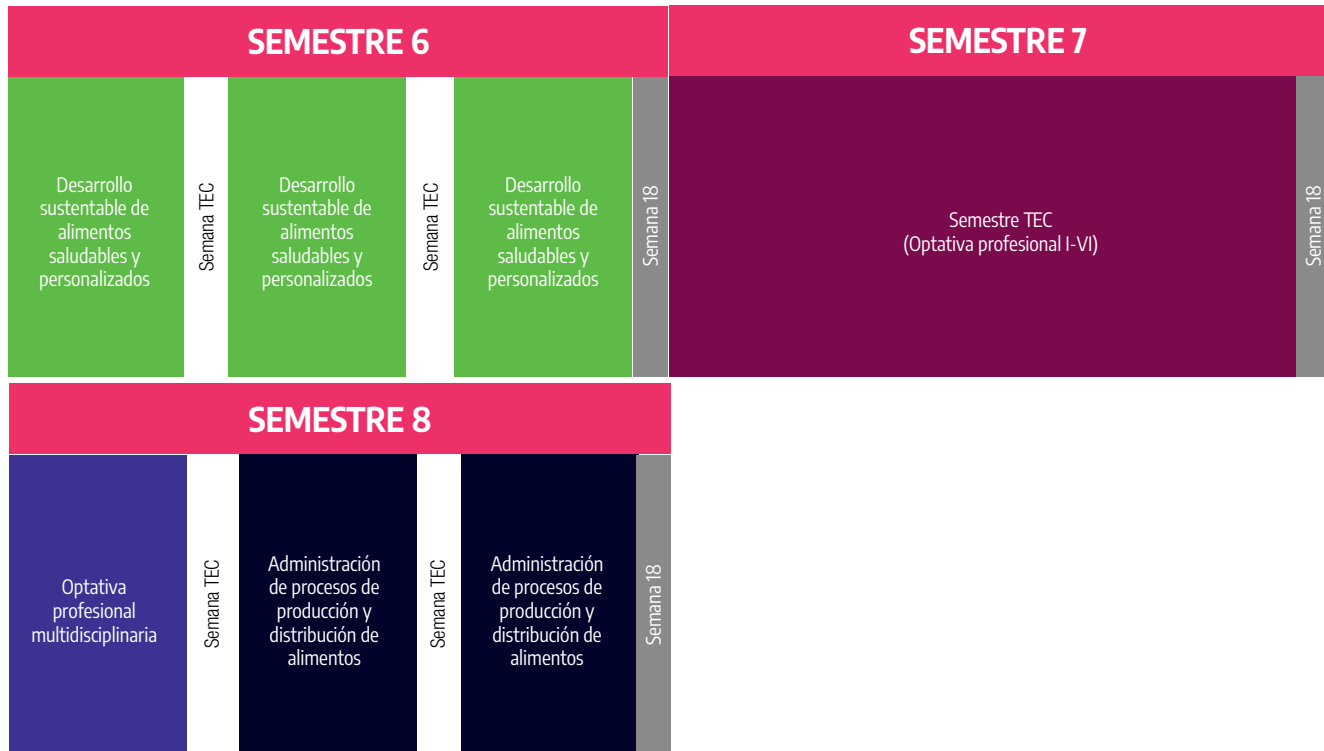 SEMESTRE 6
Desarrollo
sustentable de
alimentos
saludables y
personalizados
Semana TEC
Desarrollo
sustentable de
alimentos
saludables y
personalizados
Semana TEC
Desarrollo
sustentable de
alimentos
saludables y
personalizados
Semana 18
SEMESTRE 7
Semestre TEC
(Optativa profesional I-VI)
Semana 18
SEMESTRE 8
Optativa
profesional
multidisciplinaria
Semana TEC
Administración
de procesos de
producción y
distribución de
alimentos
Semana TEC
Administración
de procesos de
producción y
distribución de
alimentos
Semana 18